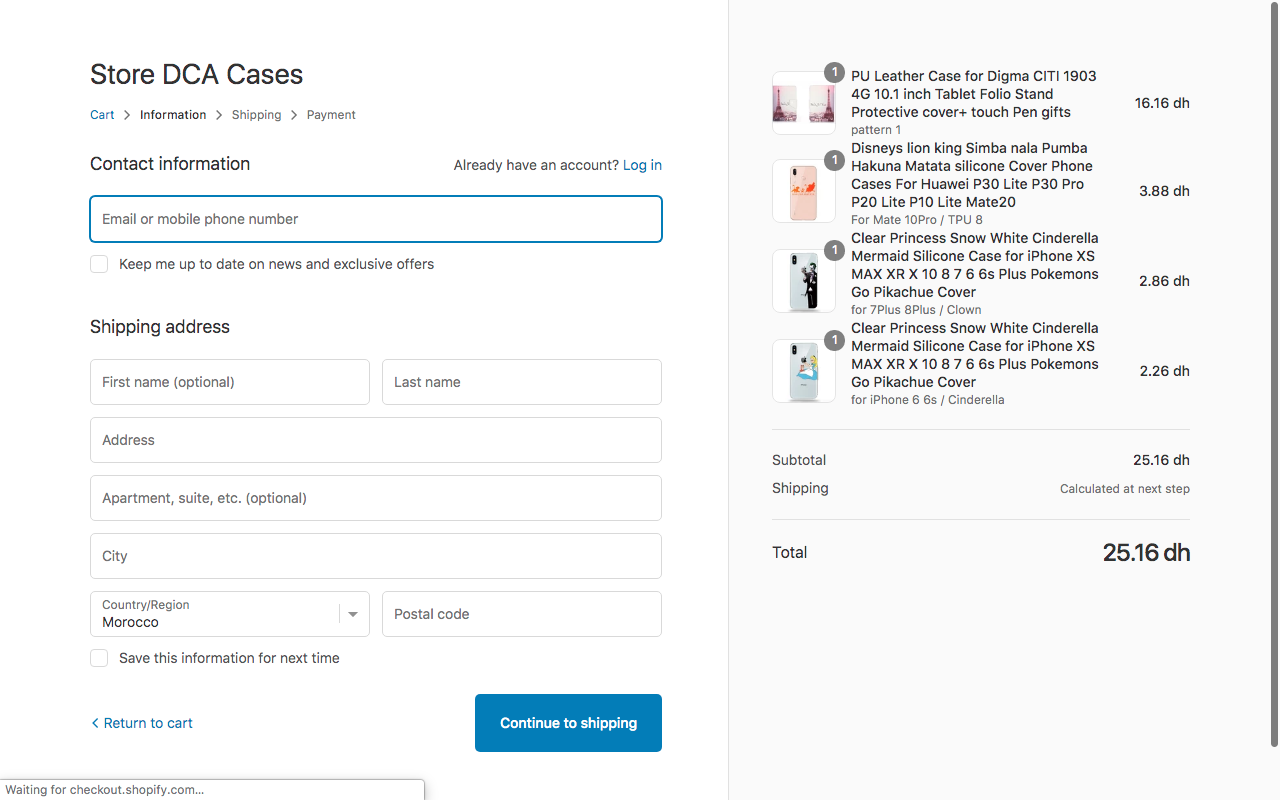 Store DCA Cases
Cart > Information > Shipping > Payment
Contact information
Already have an account? Log in
Email or mobile phone number
Keep me up to date on news and exclusive offers
Shipping address
First name (optional)
Last name
Address
Apartment, suite, etc. (optional)
City
Country/Region
Morocco
Postal code
Save this information for next time
Return to cart
Continue to shipping
Waiting for checkout.shopify.com...
1
PU Leather Case for Digma CITI 1903
4G 10.1 inch Tablet Folio Stand
Protective cover+ touch Pen gifts
pattern 1
16.16 dh
1
Disneys lion king Simba nala Pumba
Hakuna Matata silicone Cover Phone
Cases For Huawei P30 Lite P30 Pro
P20 Lite P10 Lite Mate20
For Mate 10Pro / TPU 8
3.88 dh
1
Clear Princess Snow White Cinderella
Mermaid Silicone Case for iPhone XS
MAX XR X 10 8 7 6 6s Plus Pokemons
Go Pikachue Cover
for 7Plus 8Plus / Clown
2.86 dh
1
Clear Princess Snow White Cinderella
Mermaid Silicone Case for iPhone XS
MAX XR X 10 8 7 6 6s Plus Pokemons
Go Pikachue Cover
for iPhone 6 6s / Cinderella
2.26 dh
Subtotal
25.16 dh
Shipping
Calculated at next step
Total
25.16 dh